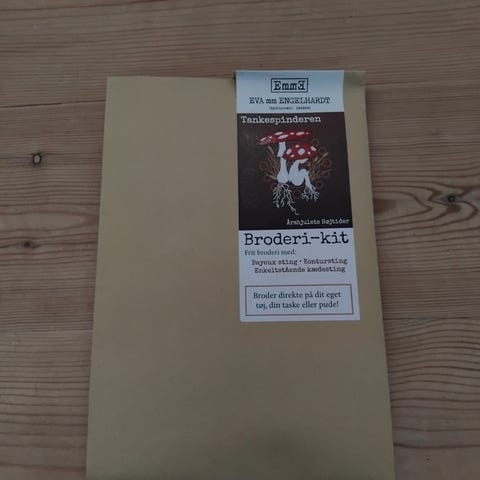 EmmE
EVA mm ENGELHARDT
Tankespinderen
Årshjulets Højtider
Broderi-kit
Frit broderi med:
Bayeux sting · Kontursting
Enkeltstående kædesting
Broder direkte på dit eget
tøj, din taske eller pude!